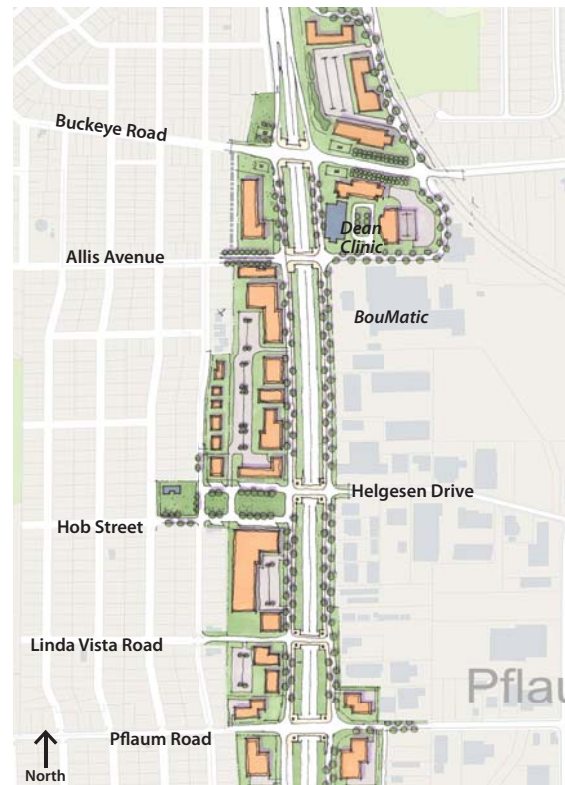 Buckeye Road
Allis Avenue
Dean
Clinic
BouMatic
Helgesen Drive
Hob Street
Linda Vista Road
Pflau
Pflaum Road
North